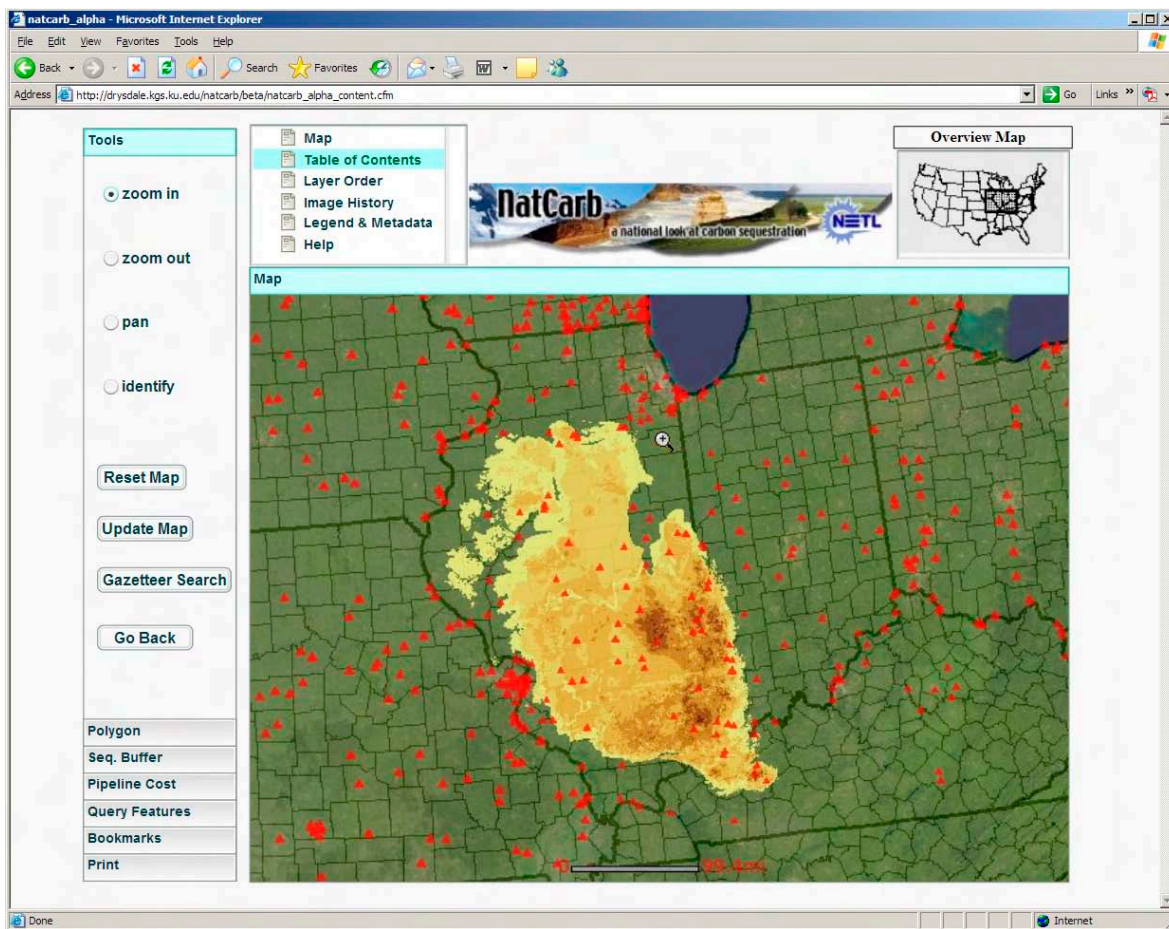 natcarb_alpha - Microsoft Internet Explorer
File Edit View Favorites Tools Help
Back Search Favorites
Address http://drysdale.kgs.ku.edu/natcarb/beta/natcarb_alpha_content.cfm Go Links »
Tools
zoom in
zoom out
pan
identify
Reset Map
Update Map
Gazetteer Search
Go Back
Polygon
Seq. Buffer
Pipeline Cost
Query Features
Bookmarks
Print
Map
Table of Contents
Layer Order
Image History
Legend & Metadata
Help
NatCarb
a national look at carbon sequestration
NETL
Overview Map
Map
0 99.4mi
Done Internet